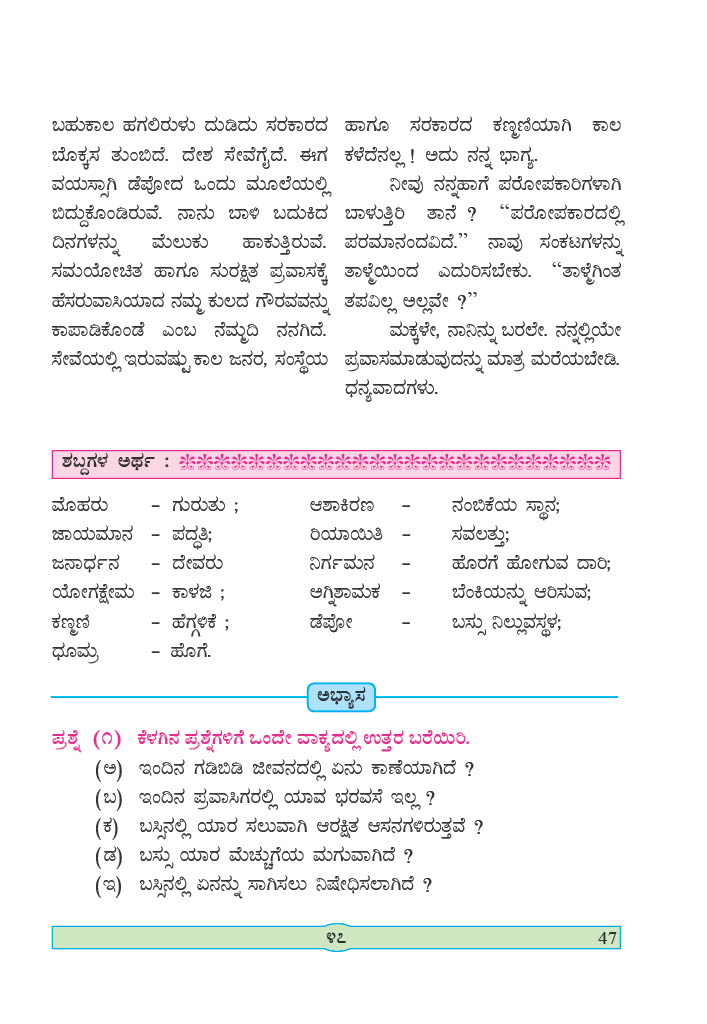 ಬಹುಕಾಲ ಹಗಲಿರುಳು ದುಡಿದು ಸರಕಾರದ
ಬೊಕ್ಕಸ ತುಂಬಿದೆ. ದೇಶ ಸೇವೆಗೈದೆ. ಈಗ
ವಯಸ್ಸಾಗಿ ಡೆಪೋದ ಒಂದು ಮೂಲೆಯಲ್ಲಿ
ಬಿದ್ದುಕೊಂಡಿರುವೆ. ನಾನು ಬಾಳಿ ಬದುಕಿದ
ದಿನಗಳನ್ನು ಮೆಲುಕು ಹಾಕುತ್ತಿರುವೆ.
ಸಮಯೋಚಿತ ಹಾಗೂ ಸುರಕ್ಷಿತ ಪ್ರವಾಸಕ್ಕೆ
ಹೆಸರುವಾಸಿಯಾದ ನಮ್ಮ ಕುಲದ ಗೌರವವನ್ನು
ಕಾಪಾಡಿಕೊಂಡೆ ಎಂಬ ನೆಮ್ಮದಿ ನನಗಿದೆ.
ಸೇವೆಯಲ್ಲಿ ಇರುವಷ್ಟು ಕಾಲ ಜನರ, ಸಂಸ್ಥೆಯ
ಹಾಗೂ ಸರಕಾರದ ಕಣ್ಮಣಿಯಾಗಿ ಕಾಲ
ಕಳೆದೆನಲ್ಲ ! ಅದು ನನ್ನ ಭಾಗ್ಯ.
ನೀವು ನನ್ನಹಾಗೆ ಪರೋಪಕಾರಿಗಳಾಗಿ
ಬಾಳುತ್ತಿರಿ ತಾನೆ ? “ಪರೋಪಕಾರದಲ್ಲಿ
ಪರಮಾನಂದವಿದೆ.” ನಾವು ಸಂಕಟಗಳನ್ನು
ತಾಳ್ಮೆಯಿಂದ ಎದುರಿಸಬೇಕು. “ತಾಳ್ಮೆಗಿಂತ
ತಪವಿಲ್ಲ ಅಲ್ಲವೇ ?”
ಮಕ್ಕಳೇ, ನಾನಿನ್ನು ಬರಲೇ. ನನ್ನಲ್ಲಿಯೇ
ಪ್ರವಾಸಮಾಡುವುದನ್ನು ಮಾತ್ರ ಮರೆಯಬೇಡಿ.
ಧನ್ಯವಾದಗಳು.
ಶಬ್ದಗಳ ಅರ್ಥ :
ಮೊಹರು – ಗುರುತು ; ಆಶಾಕಿರಣ – ನಂಬಿಕೆಯ ಸ್ಥಾನ;
ಜಾಯಮಾನ – ಪದ್ಧತಿ; ರಿಯಾಯಿತಿ – ಸವಲತ್ತು;
ಜನಾರ್ಧನ – ದೇವರು ನಿರ್ಗಮನ – ಹೊರಗೆ ಹೋಗುವ ದಾರಿ;
ಯೋಗಕ್ಷೇಮ – ಕಾಳಜಿ ; ಅಗ್ನಿಶಾಮಕ – ಬೆಂಕಿಯನ್ನು ಆರಿಸುವ;
ಕಣ್ಮಣಿ – ಹೆಗ್ಗಳಿಕೆ ; ಡೆಪೋ – ಬಸ್ಸು ನಿಲ್ಲುವಸ್ಥಳ;
ಧೂಮ್ರ – ಹೊಗೆ.
ಅಭ್ಯಾಸ
ಪ್ರಶ್ನೆ (೧) ಕೆಳಗಿನ ಪ್ರಶ್ನೆಗಳಿಗೆ ಒಂದೇ ವಾಕ್ಯದಲ್ಲಿ ಉತ್ತರ ಬರೆಯಿರಿ.
(ಅ) ಇಂದಿನ ಗಡಿಬಿಡಿ ಜೀವನದಲ್ಲಿ ಏನು ಕಾಣೆಯಾಗಿದೆ ?
(ಬ) ಇಂದಿನ ಪ್ರವಾಸಿಗರಲ್ಲಿ ಯಾವ ಭರವಸೆ ಇಲ್ಲ ?
(ಕ) ಬಸ್ಸಿನಲ್ಲಿ ಯಾರ ಸಲುವಾಗಿ ಆರಕ್ಷಿತ ಆಸನಗಳಿರುತ್ತವೆ ?
(ಡ) ಬಸ್ಸು ಯಾರ ಮೆಚ್ಚುಗೆಯ ಮಗುವಾಗಿದೆ ?
(ಇ) ಬಸ್ಸಿನಲ್ಲಿ ಏನನ್ನು ಸಾಗಿಸಲು ನಿಷೇಧಿಸಲಾಗಿದೆ ?
೪೭ 47